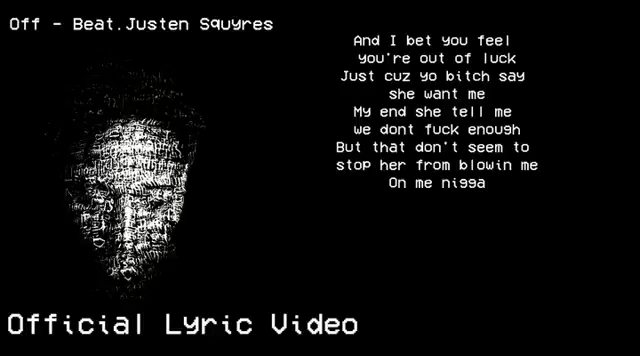 Off - Beat.Justen Squyres
And I bet you feel
you're out of luck
Just cuz yo bitch say
she want me
My end she tell me
we dont fuck enough
But that don't seem to
stop her from blowin me
On me nigga
Official Lyric Video